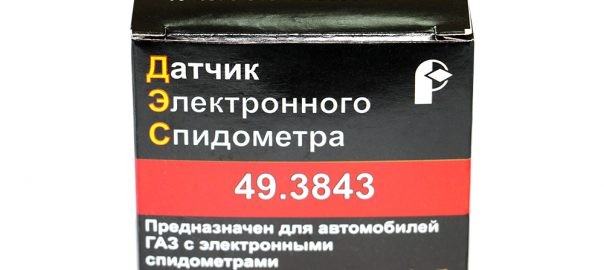 Датчик
Электронного
Спидометра
49.3843
Предназначен для автомобилей
ГАЗ с электронными
спидометрами